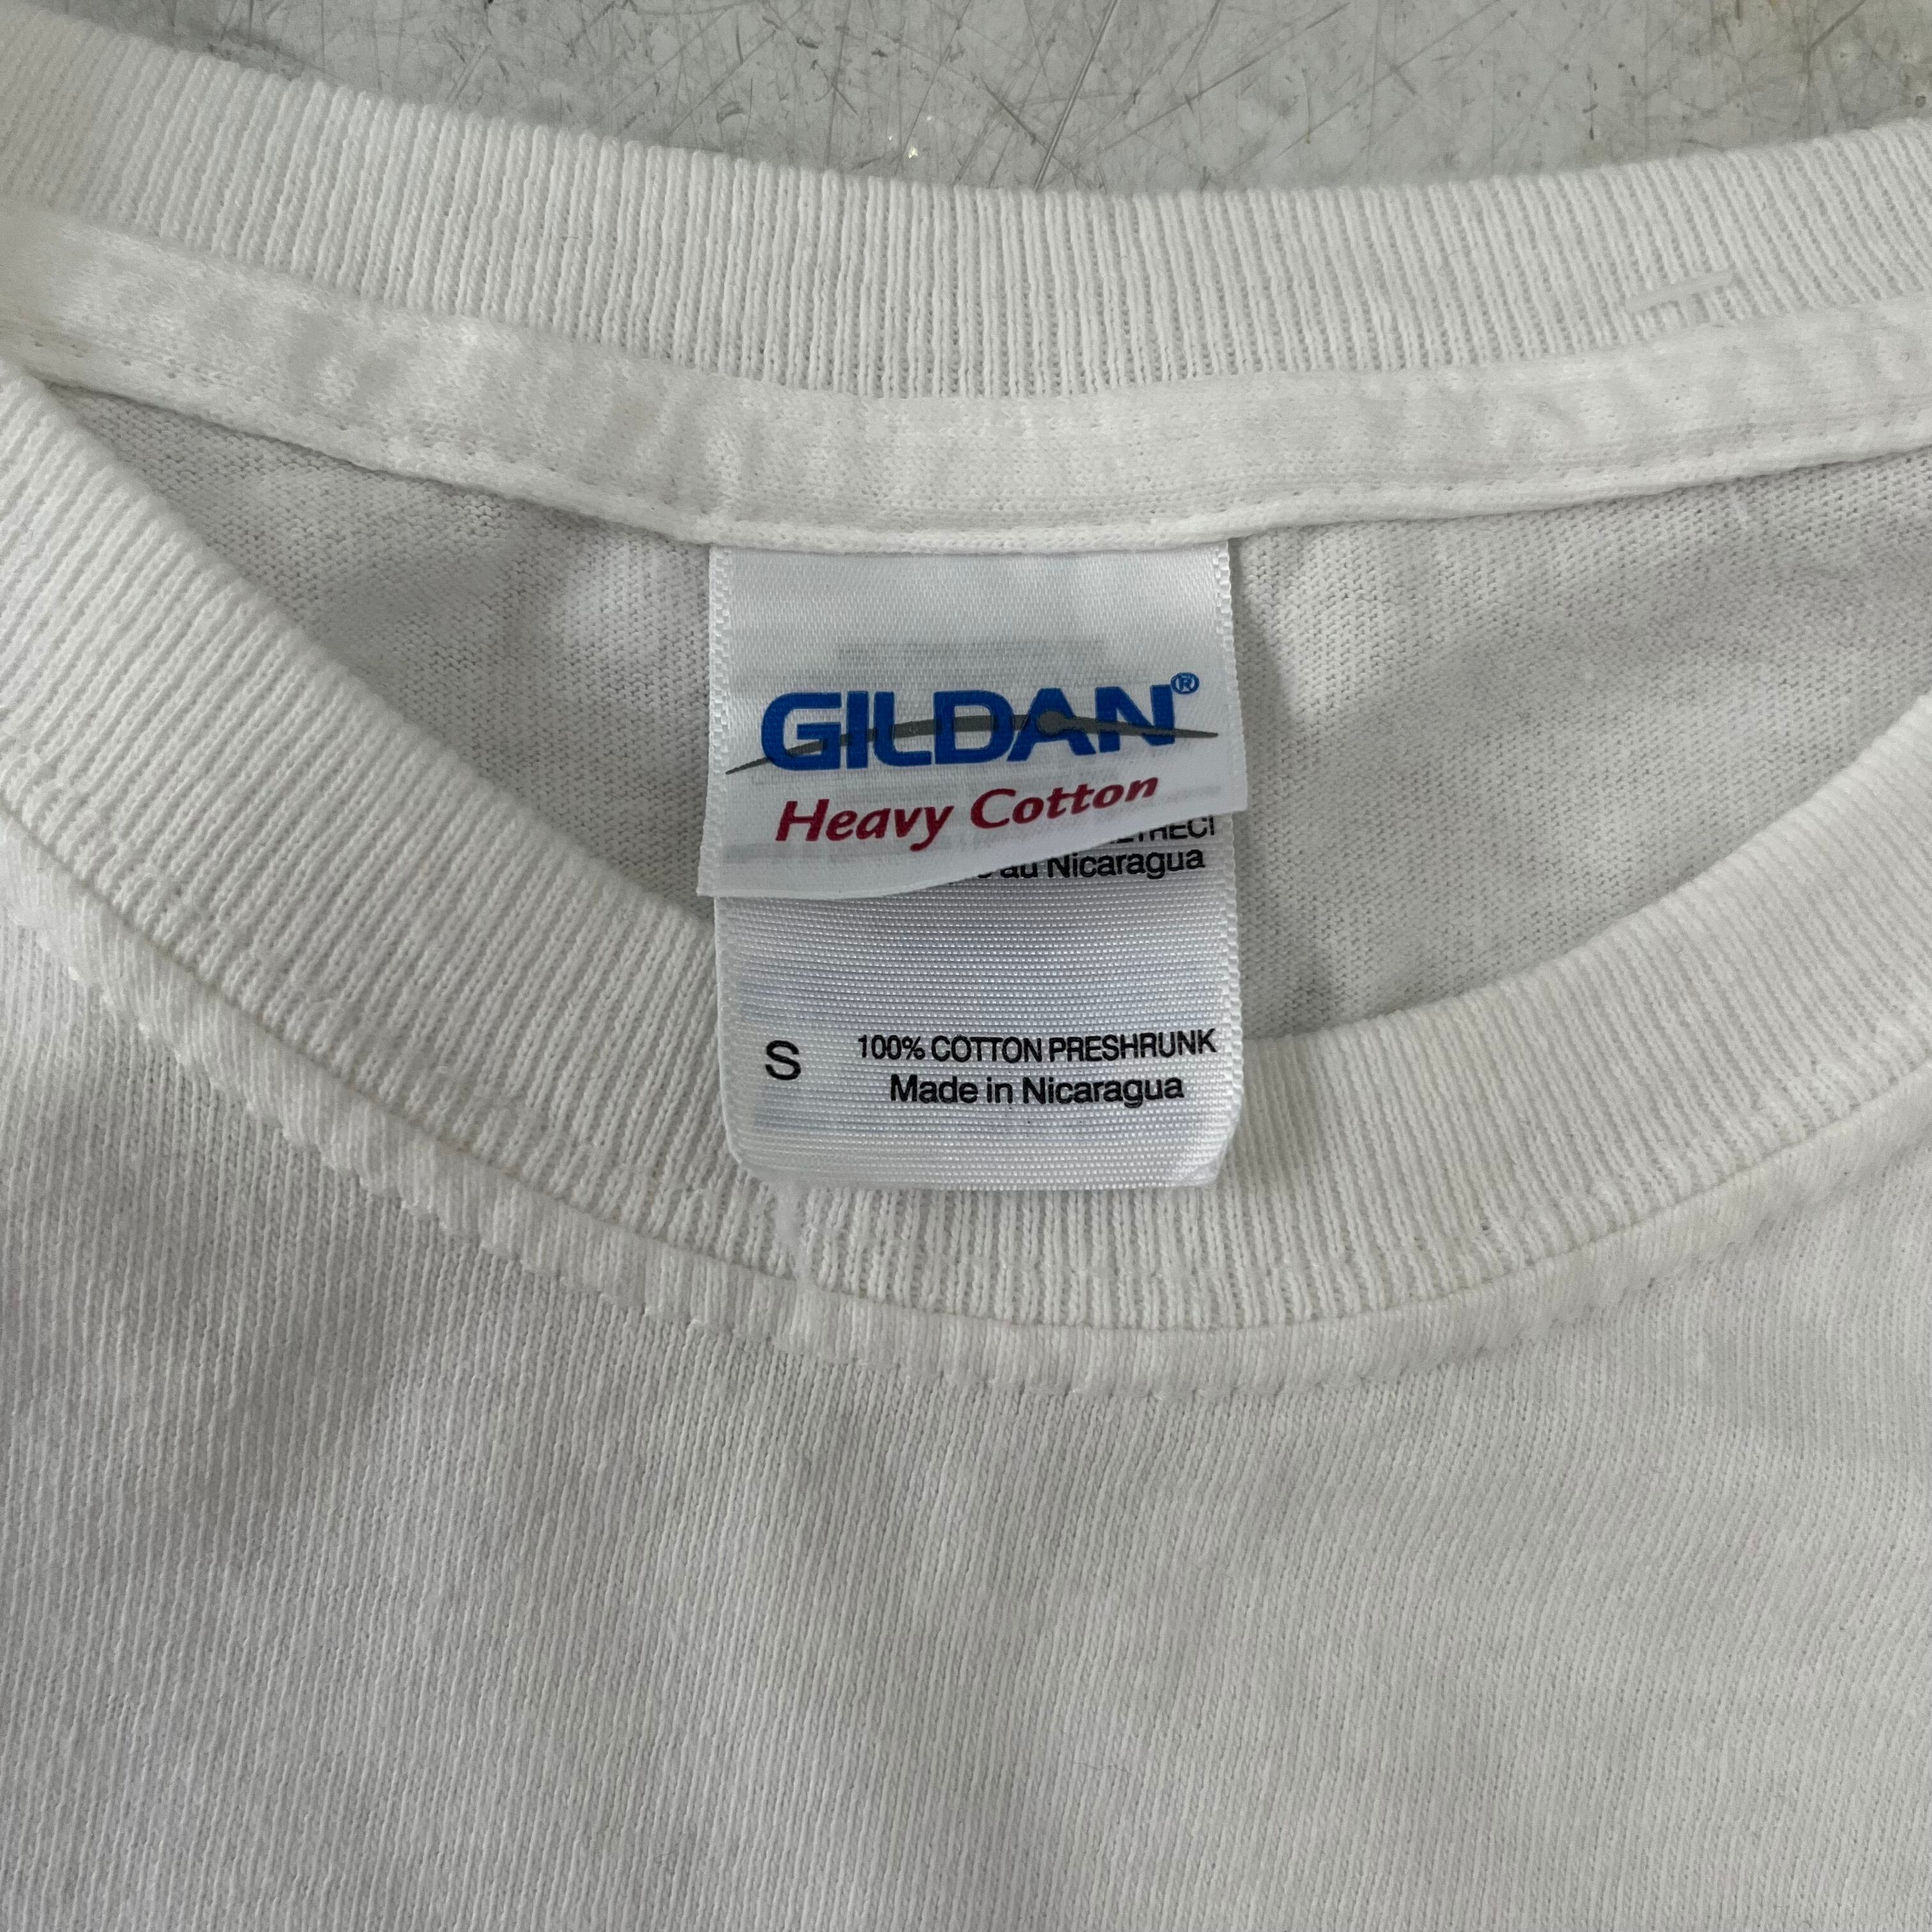 GILDAN®
Heavy Cotton
au Nicaragua
S 100% COTTON PRESHRUNK
Made in Nicaragua